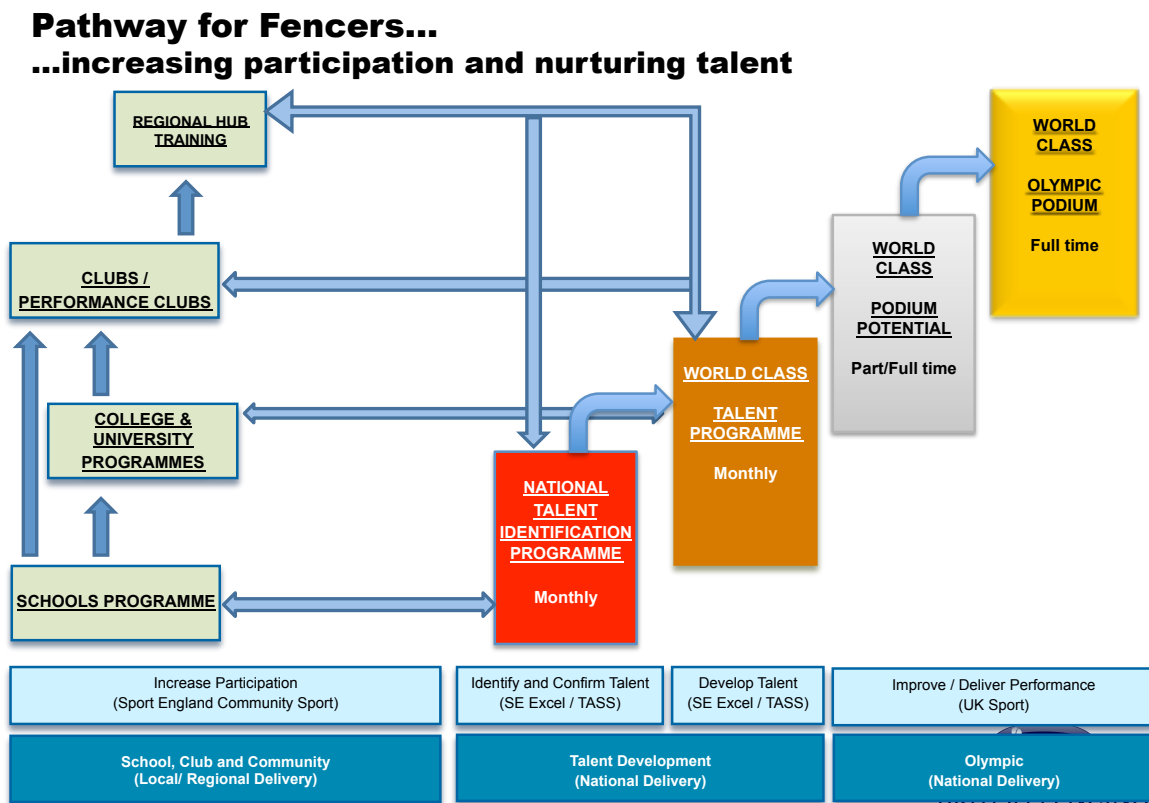 Pathway for Fencers...
...increasing participation and nurturing talent
REGIONAL HUB
TRAINING
WORLD
CLASS
OLYMPIC
PODIUM
Full time
CLUBS /
PERFORMANCE CLUBS
WORLD
CLASS
PODIUM
POTENTIAL
Part/Full time
WORLD CLASS
TALENT
PROGRAMME
Monthly
COLLEGE &
UNIVERSITY
PROGRAMMES
NATIONAL
TALENT
IDENTIFICATION
PROGRAMME
Monthly
SCHOOLS PROGRAMME
Increase Participation
(Sport England Community Sport)
Identify and Confirm Talent
(SE Excel / TASS)
Develop Talent
(SE Excel / TASS)
Improve / Deliver Performance
(UK Sport)
School, Club and Community
(Local/ Regional Delivery)
Talent Development
(National Delivery)
Olympic
(National Delivery)